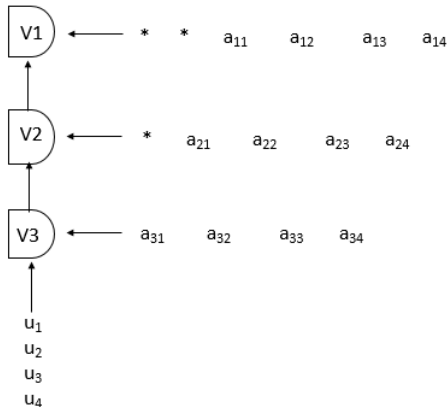 V1 * * a₁₁ a₁₂ a₁₃ a₁₄
V2 * a₂₁ a₂₂ a₂₃ a₂₄
V3 a₃₁ a₃₂ a₃₃ a₃₄
u₁
u₂
u₃
u₄